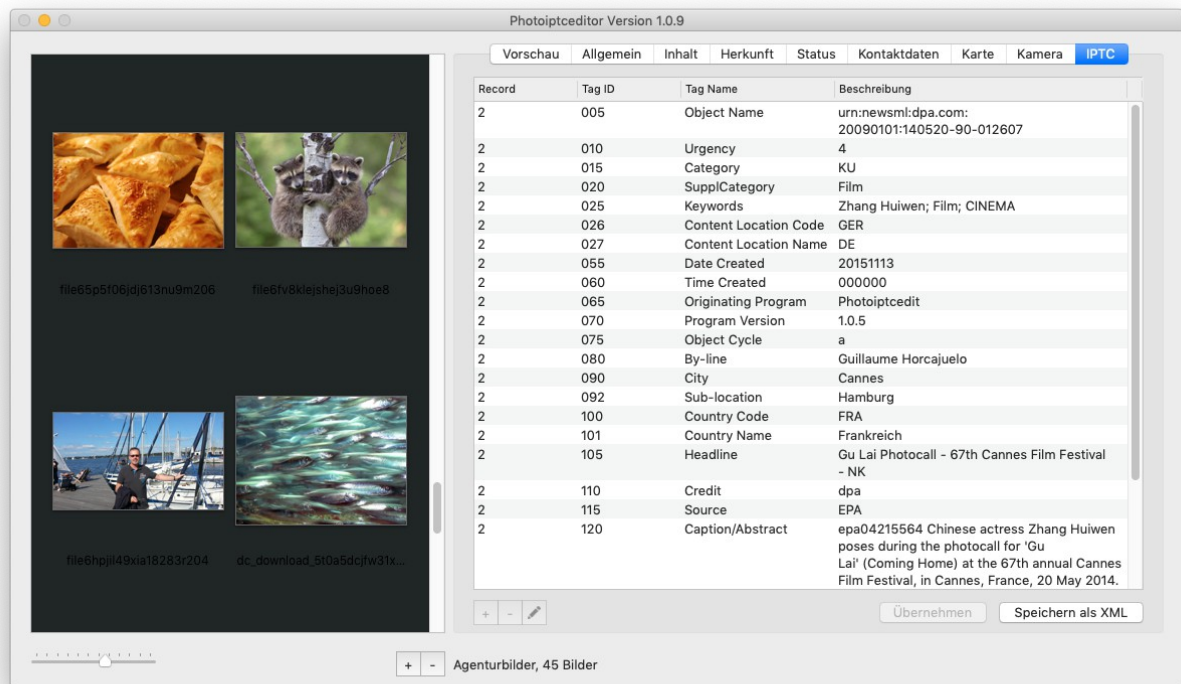 Photoiptceditor Version 1.0.9
Vorschau Allgemein Inhalt Herkunft Status Kontaktdaten Karte Kamera IPTC
Record Tag ID Tag Name Beschreibung
2 005 Object Name urn:newsml:dpa.com:
20090101:140520-90-012607
2 010 Urgency 4
2 015 Category KU
2 020 SupplCategory Film
2 025 Keywords Zhang Huiwen; Film; CINEMA
2 026 Content Location Code GER
2 027 Content Location Name DE
2 055 Date Created 20151113
2 060 Time Created 000000
2 065 Originating Program Photoiptcedit
2 070 Program Version 1.0.5
2 075 Object Cycle a
2 080 By-line Guillaume Horcajuelo
2 090 City Cannes
2 092 Sub-location Hamburg
2 100 Country Code FRA
2 101 Country Name Frankreich
2 105 Headline Gu Lai Photocall - 67th Cannes Film Festival
- NK
2 110 Credit dpa
2 115 Source EPA
2 120 Caption/Abstract epa04215564 Chinese actress Zhang Huiwen
poses during the photocall for 'Gu
Lai' (Coming Home) at the 67th annual Cannes
Film Festival, in Cannes, France, 20 May 2014.
file65p5f06jdj613nu9m206 file6fv8klejshej3u9hoe8
file6hpjil49xia18283r204 dc_download_5t0a5dcjfw31x...
+ - Übernehmen Speichern als XML
+ - Agenturbilder, 45 Bilder